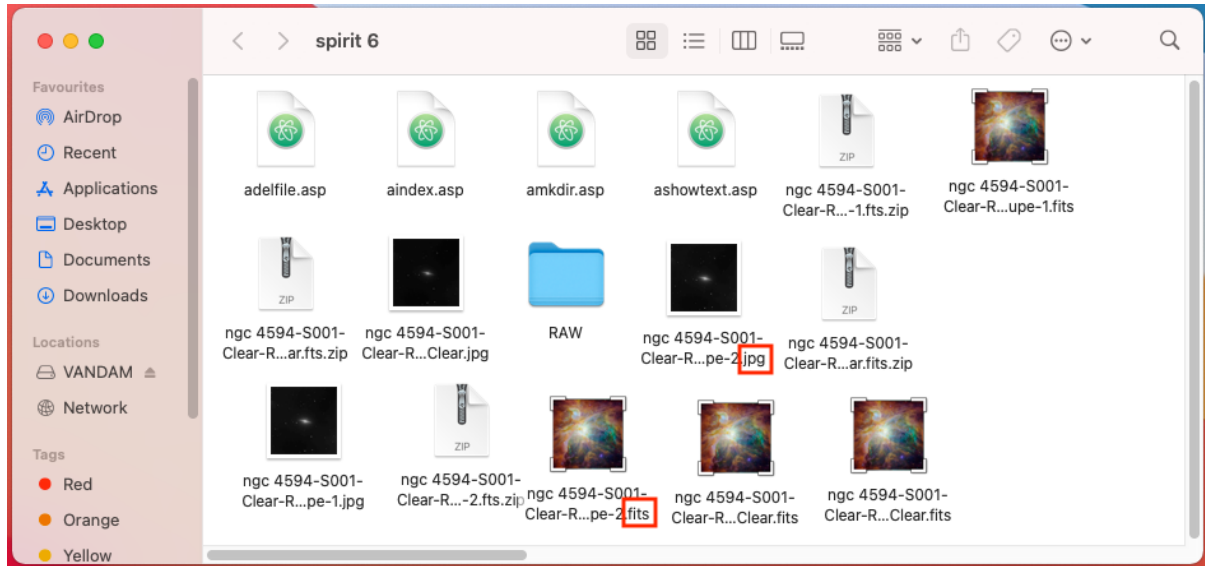 spirit 6
Favourites
AirDrop
Recent
Applications
Desktop
Documents
Downloads
Locations
VANDAM
Network
Tags
Red
Orange
Yellow
adelfile.asp
aindex.asp
amkdir.asp
ashowtext.asp
ZIP
ngc 4594-S001-
Clear-R...-1.fts.zip
ngc 4594-S001-
Clear-R...upe-1.fits
ZIP
ngc 4594-S001-
Clear-R...ar.fts.zip
ngc 4594-S001-
Clear-R...Clear.jpg
RAW
ngc 4594-S001-
Clear-R...pe-2.jpg
ZIP
ngc 4594-S001-
Clear-R...ar.fits.zip
ngc 4594-S001-
Clear-R...pe-1.jpg
ZIP
ngc 4594-S001-
Clear-R...-2.fts.zip
ngc 4594-S001-
Clear-R...pe-2.fits
ngc 4594-S001-
Clear-R...Clear.fits
ngc 4594-S001-
Clear-R...Clear.fits